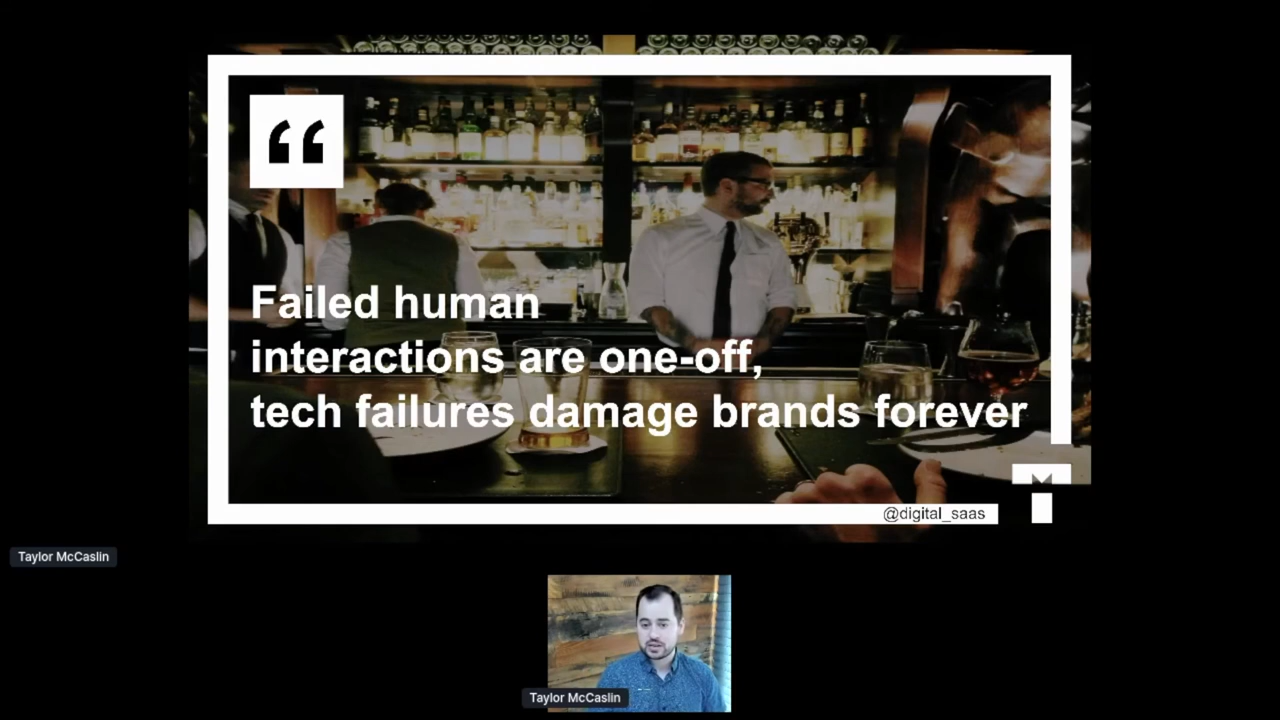 “
Failed human
interactions are one-off,
tech failures damage brands forever
@digital_saas
Taylor McCaslin
Taylor McCaslin